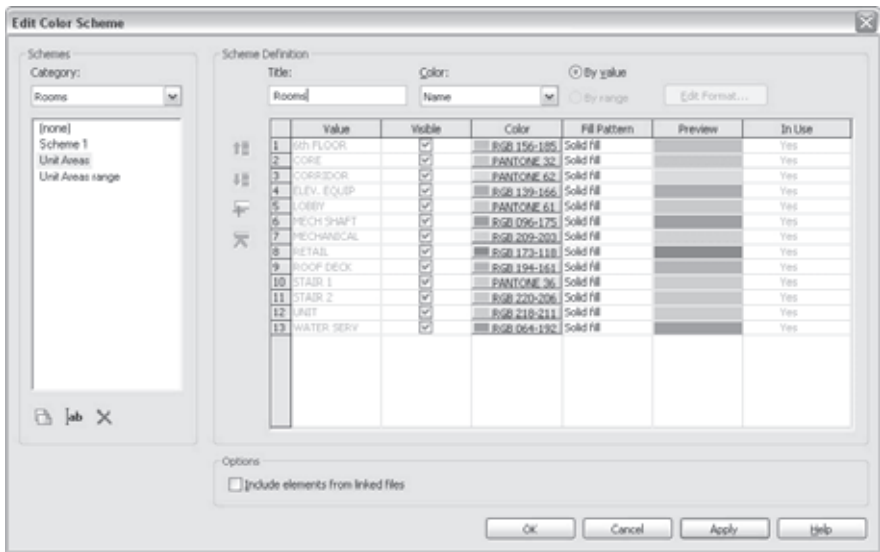 Edit Color Scheme
Schemes
Category:
Rooms
(none)
Scheme 1
Unit Areas
Unit Areas range
ab
Scheme Definition
Title: Color: By value
Rooms Name By range Edit Format...
Value Visible Color Fill Pattern Preview In Use
1 6th FLOOR RGB 156-185 Solid fill Yes
2 CORE PANTONE 32 Solid fill Yes
3 CORRIDOR PANTONE 62 Solid fill Yes
4 ELEV. EQUIP RGB 139-166 Solid fill Yes
5 LOBBY PANTONE 61 Solid fill Yes
6 MECH SHAFT RGB 096-175 Solid fill Yes
7 MECHANICAL RGB 209-203 Solid fill Yes
8 RETAIL RGB 173-118 Solid fill Yes
9 ROOF DECK RGB 194-161 Solid fill Yes
10 STAIR 1 PANTONE 36 Solid fill Yes
11 STAIR 2 RGB 220-206 Solid fill Yes
12 UNIT RGB 218-211 Solid fill Yes
13 WATER SERV RGB 064-192 Solid fill Yes
Options
Include elements from linked files
OK Cancel Apply Help